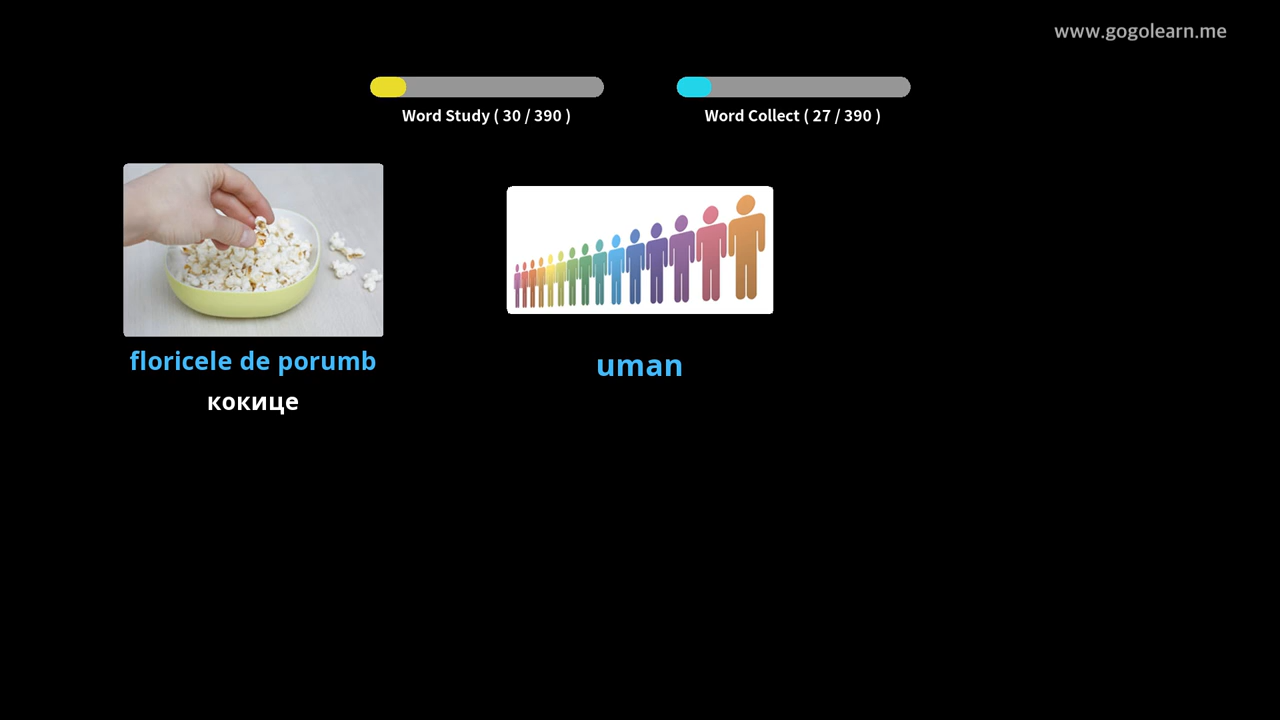 www.gogolearn.me
Word Study ( 30 / 390 )
Word Collect ( 27 / 390 )
floricele de porumb
кокице
uman